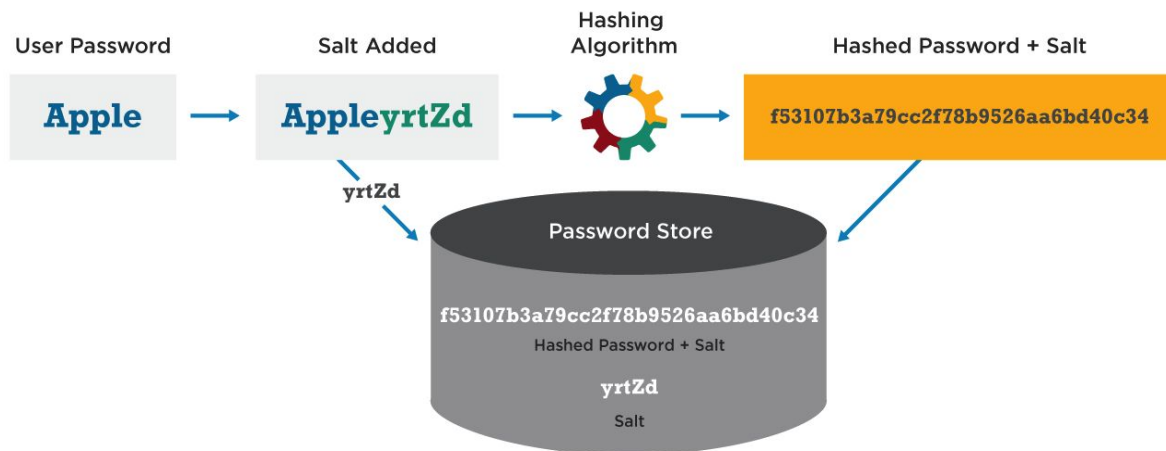 User Password
Salt Added
Hashing
Algorithm
Hashed Password + Salt
Apple
AppleyrtZd
f53107b3a79cc2f78b9526aa6bd40c34
yrtZd
Password Store
f53107b3a79cc2f78b9526aa6bd40c34
Hashed Password + Salt
yrtZd
Salt